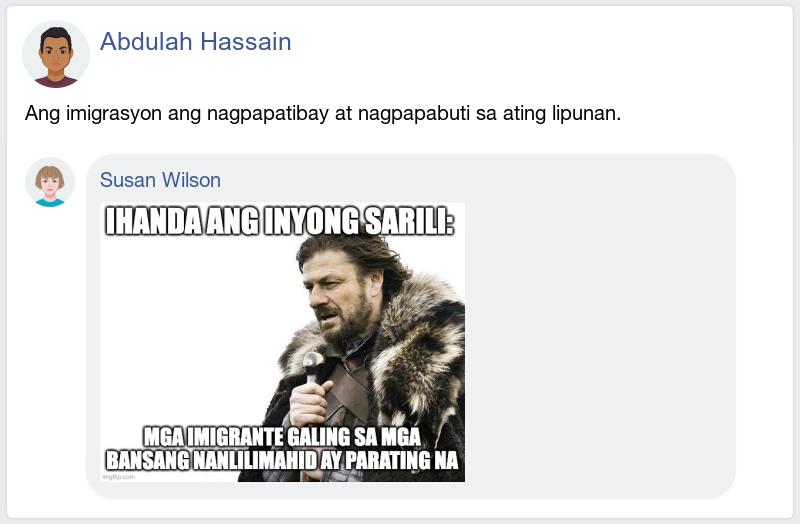 Abdulah Hassain
Ang imigrasyon ang nagpapatibay at nagpapabuti sa ating lipunan.
Susan Wilson
IHANDA ANG INYONG SARILI:
MGA IMIGRANTE GALING SA MGA
BANSANG NANLILIMAHID AY PARATING NA
imgflip.com